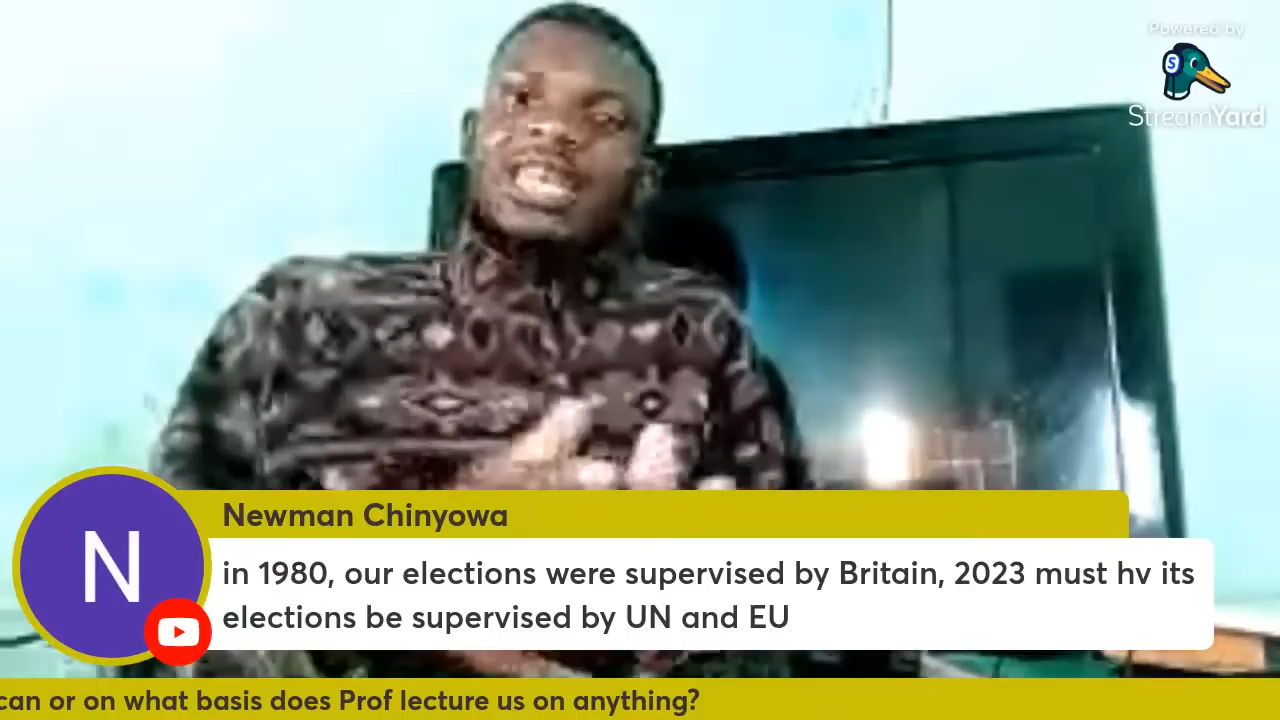 Powered by
S
StreamYard
N
Newman Chinyowa
in 1980, our elections were supervised by Britain, 2023 must hv its
elections be supervised by UN and EU
can or on what basis does Prof lecture us on anything?